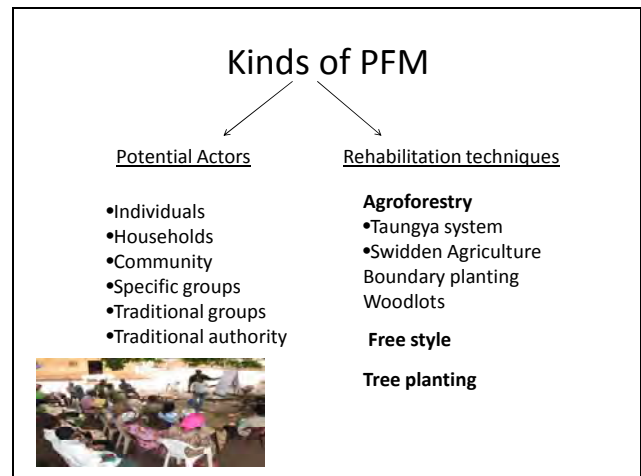 Kinds of PFM
Potential Actors
•Individuals
•Households
•Community
•Specific groups
•Traditional groups
•Traditional authority
Rehabilitation techniques
Agroforestry
•Taungya system
•Swidden Agriculture
Boundary planting
Woodlots
Free style
Tree planting